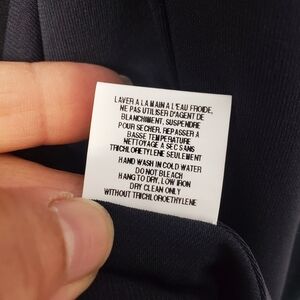 LAVER A LA MAIN A L'EAU FROIDE,
NE PAS UTILISER D'AGENT DE
BLANCHIMENT. SUSPENDRE
POUR SECHER. REPASSER A
BASSE TEMPERATURE
NETTOYAGE A SEC SANS
TRICHLORETYLENE SEULEMENT
HAND WASH IN COLD WATER
DO NOT BLEACH
HANG TO DRY, LOW IRON
DRY CLEAN ONLY
WITHOUT TRICHLOROETHYLENE